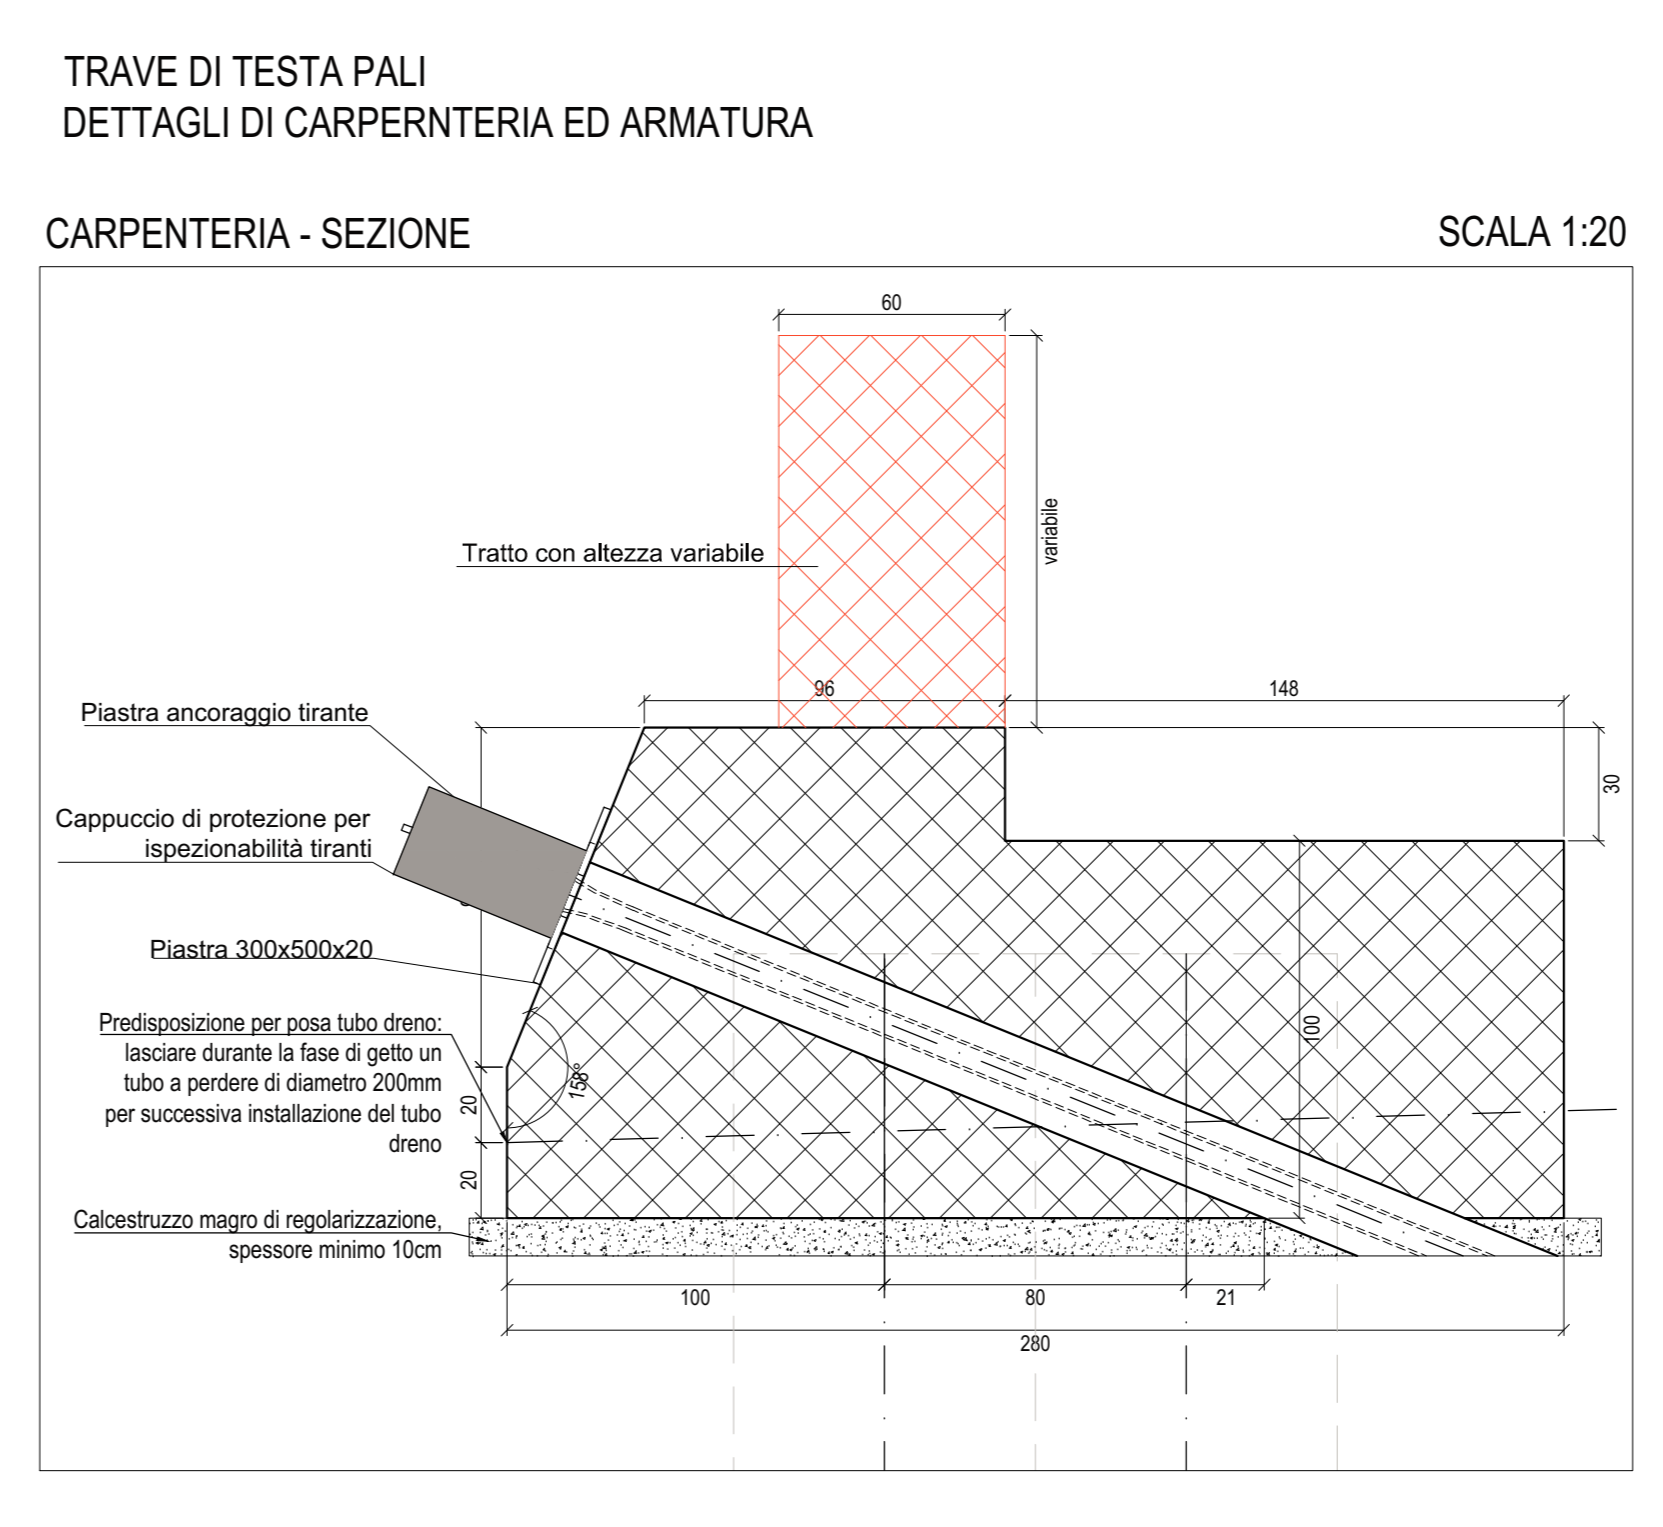 TRAVE DI TESTA PALI
DETTAGLI DI CARPERNTERIA ED ARMATURA
CARPENTERIA - SEZIONE
SCALA 1:20
60
variabile
Tratto con altezza variabile
96
148
Piastra ancoraggio tirante
30
Cappuccio di protezione per
ispezionabilità tiranti
Piastra 300x500x20
100
Predisposizione per posa tubo dreno:
lasciare durante la fase di getto un
tubo a perdere di diametro 200mm
per successiva installazione del tubo
dreno
158°
20
20
Calcestruzzo magro di regolarizzazione,
spessore minimo 10cm
100
80
21
280